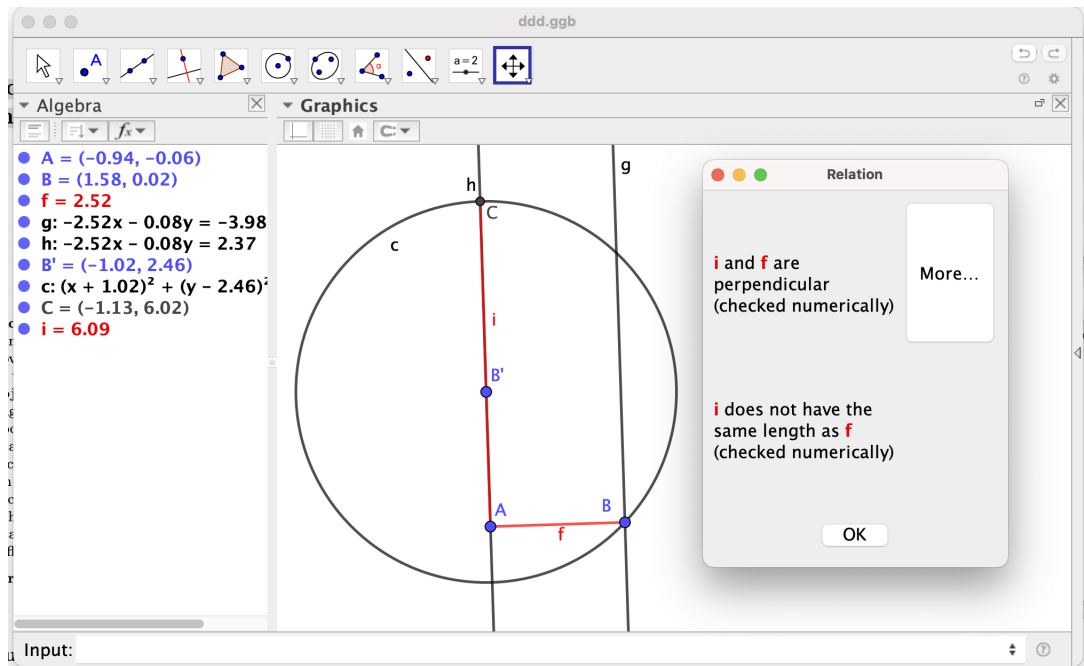 ddd.ggb
A
α
a=2
Algebra
Graphics
fx
A = (−0.94, −0.06)
B = (1.58, 0.02)
f = 2.52
g: −2.52x − 0.08y = −3.98
h: −2.52x − 0.08y = 2.37
B' = (−1.02, 2.46)
c: (x + 1.02)² + (y − 2.46)²
C = (−1.13, 6.02)
i = 6.09
h
g
C
c
i
B'
A
B
f
Relation
i and f are
perpendicular
(checked numerically)
More...
i does not have the
same length as f
(checked numerically)
OK
Input: